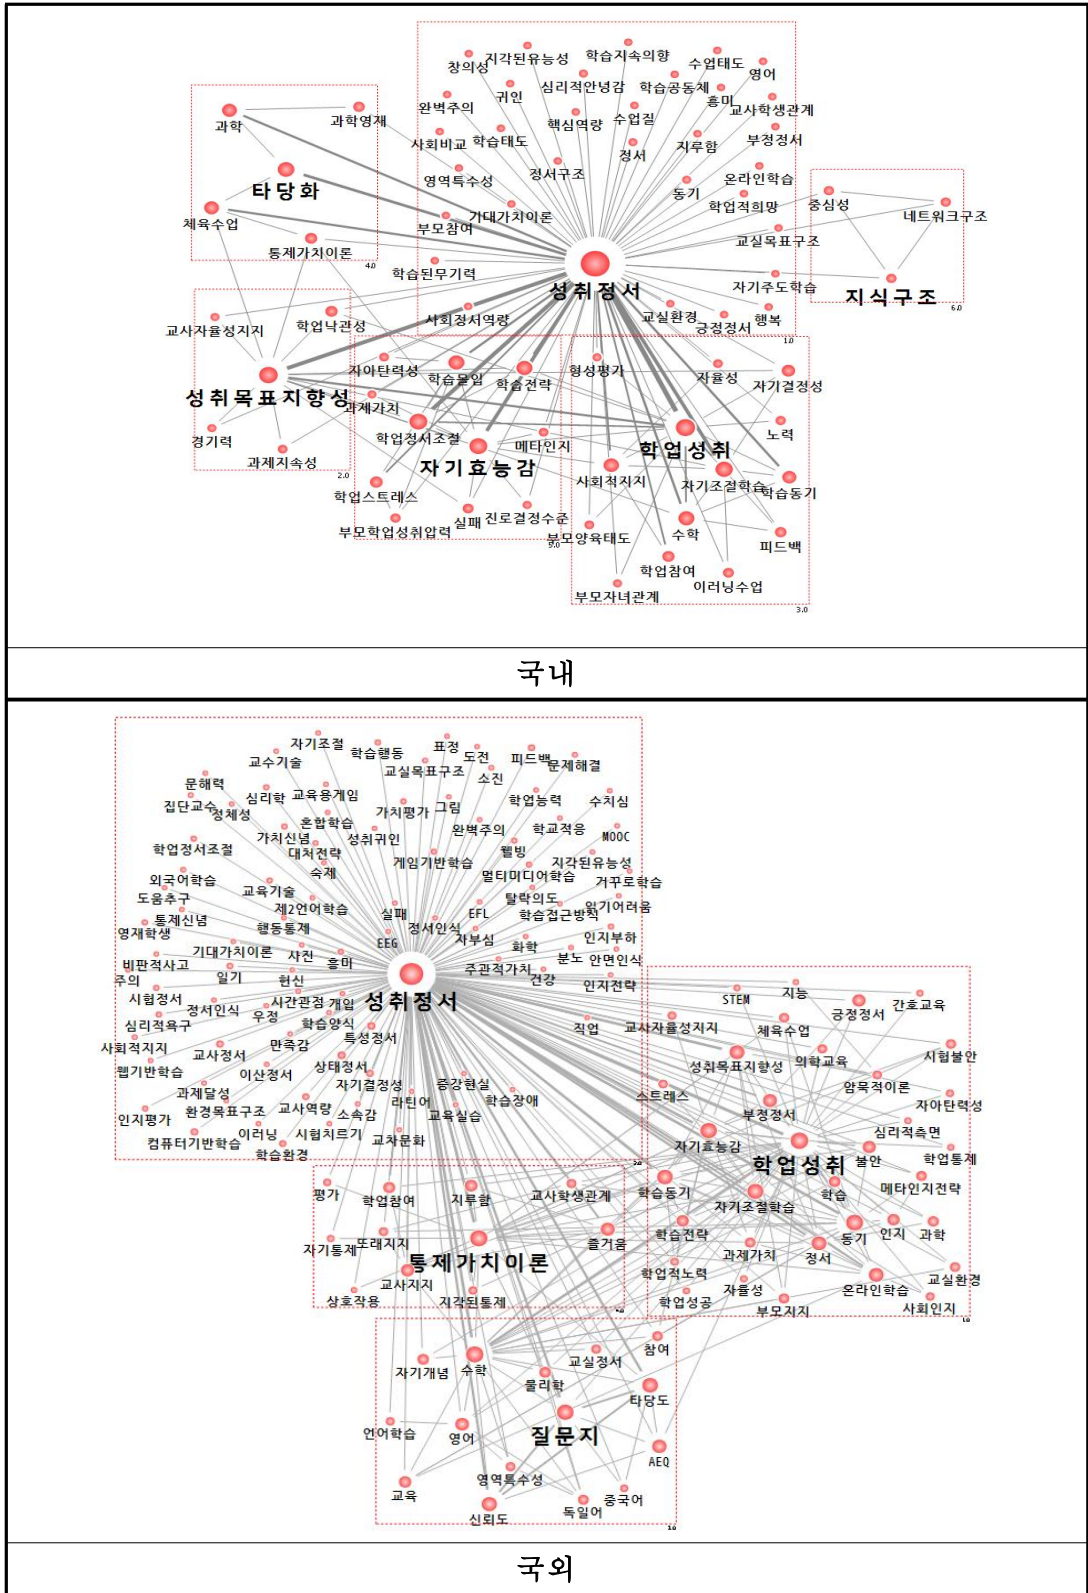 창의성
지각된유능성
학습지속의향
수업태도
영어
완벽주의
귀인
심리적안녕감
학습공동체
흥미
교사학생관계
과학
과학영재
핵심역량
수업질
사회비교
학습태도
정서
지루함
부정정서
타당화
영역특수성
정서구조
동기
온라인학습
체육수업
기대가치이론
부모참여
학업적희망
중심성
네트워크구조
통제가치이론
4.0
교실목표구조
학습된무기력
성취정서
자기주도학습
지식구조
6.0
교사자율성지지
학업낙관성
사회정서역량
교실환경
긍정정서
행복
1.0
자아탄력성
학습몰입
학습전략
형성평가
자율성
자기결정성
성취목표지향성
과제가치
경기력
학업정서조절
메타인지
학업성취
노력
과제지속성
2.0
자기효능감
사회적지지
자기조절학습
학습동기
학업스트레스
부모학업성취압력
실패
진로결정수준
5.0
부모양육태도
수학
피드백
학업참여
이러닝수업
부모자녀관계
3.0
국내
자기조절
학습행동
표정
도전
피드백
문제해결
교수기술
교실목표구조
소진
문해력
심리학
교육용게임
집단교수
정체성
가치평가
그림
학업능력
수치심
가치신념
혼합학습
성취귀인
완벽주의
학교적응
MOOC
학업정서조절
대처전략
숙제
게임기반학습
웰빙
지각된유능성
외국어학습
멀티미디어학습
거꾸로학습
도움추구
교육기술
제2언어학습
실패
EFL
탈락의도
학습접근방식
읽기어려움
통제신념
영재학생
행동통제
정서인식
EEG
자부심
화학
인지부하
기대가치이론
사진
흥미
분노
안면인식
비판적사고
주의
일기
헌신
주관적가치
건강
인지전략
시험정서
정서인식
시간관점
개입
성취정서
STEM
지능
긍정정서
간호교육
심리적욕구
우정
학습양식
특성정서
직업
교사자율성지지
체육수업
사회적지지
교사정서
만족감
성취목표지향성
의학교육
시험불안
웹기반학습
이산정서
상태정서
암묵적이론
과제달성
자기결정성
증강현실
스트레스
자아탄력성
인지평가
환경목표구조
교사역량
소속감
라틴어
교육실습
학습장애
부정정서
심리적측면
컴퓨터기반학습
이러닝
시험치르기
교차문화
자기효능감
학습환경
학업성취
불안
학업통제
평가
학업참여
지루함
교사학생관계
학습동기
학습
메타인지전략
자기조절학습
자기통제
또래지지
즐거움
학습전략
동기
인지
과학
통제가치이론
과제가치
정서
교사지지
학업적노력
교실환경
상호작용
지각된통제
학업성공
자율성
온라인학습
부모지지
사회인지
1.0
자기개념
수학
교실정서
참여
물리학
타당도
언어학습
영어
질문지
AEQ
교육
영역특수성
신뢰도
독일어
중국어
3.0
국외